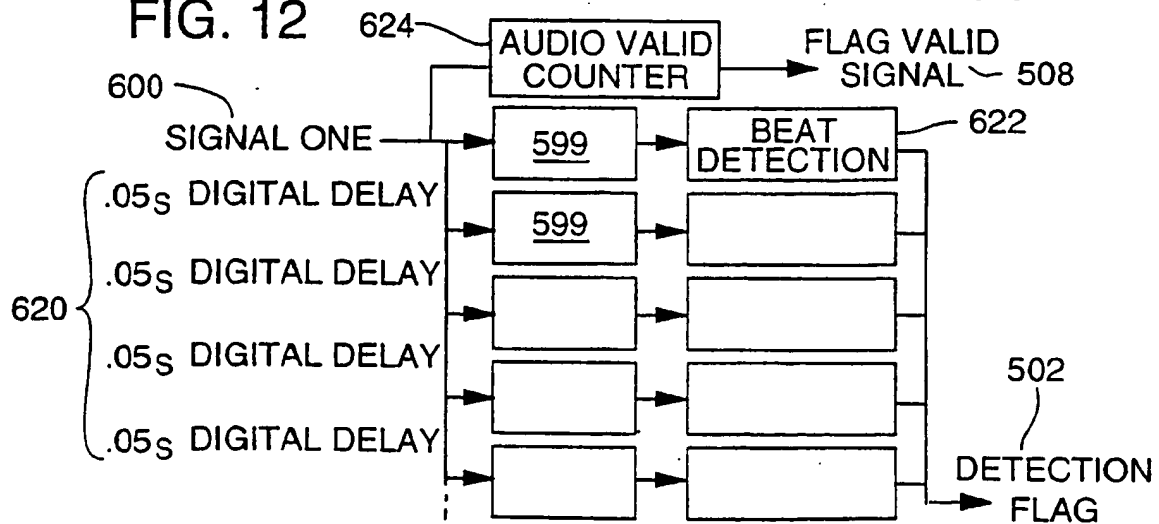 FIG. 12
624
AUDIO VALID
COUNTER
FLAG VALID
SIGNAL
508
600
SIGNAL ONE
599
BEAT
DETECTION
622
.05s DIGITAL DELAY
599
.05s DIGITAL DELAY
620
.05s DIGITAL DELAY
.05s DIGITAL DELAY
502
DETECTION
FLAG